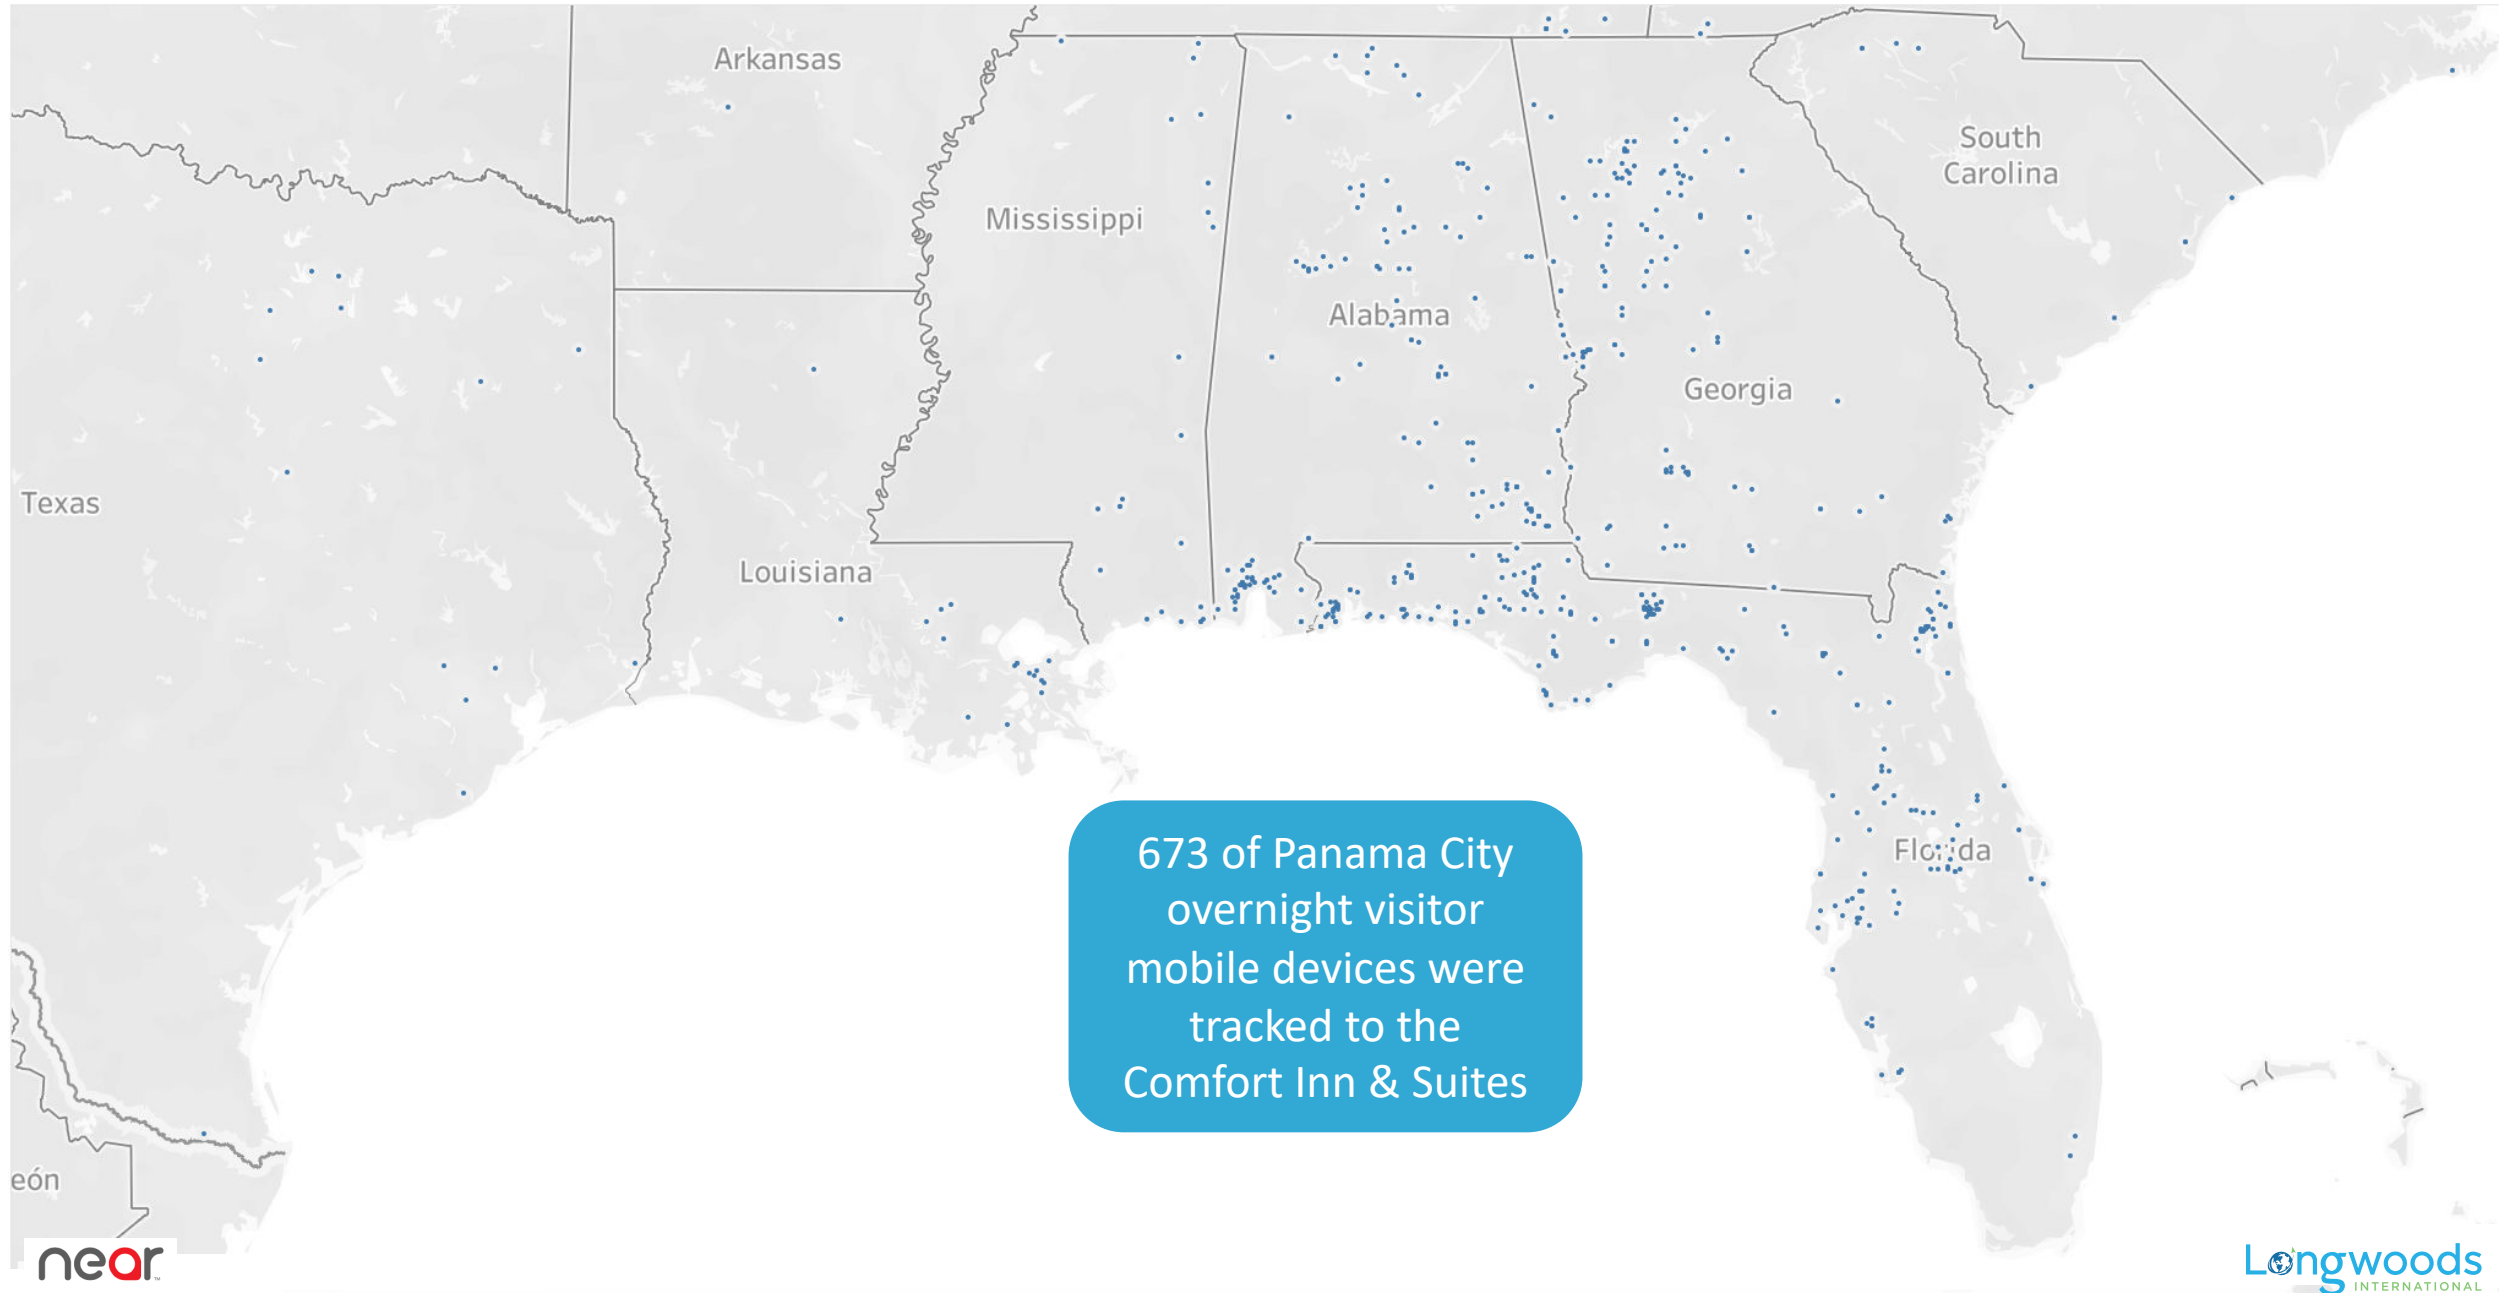 Arkansas
South
Carolina
Mississippi
Alabama
Georgia
Texas
Louisiana
673 of Panama City
overnight visitor
mobile devices were
tracked to the
Comfort Inn & Suites
Florida
eón
near
Longwoods
INTERNATIONAL